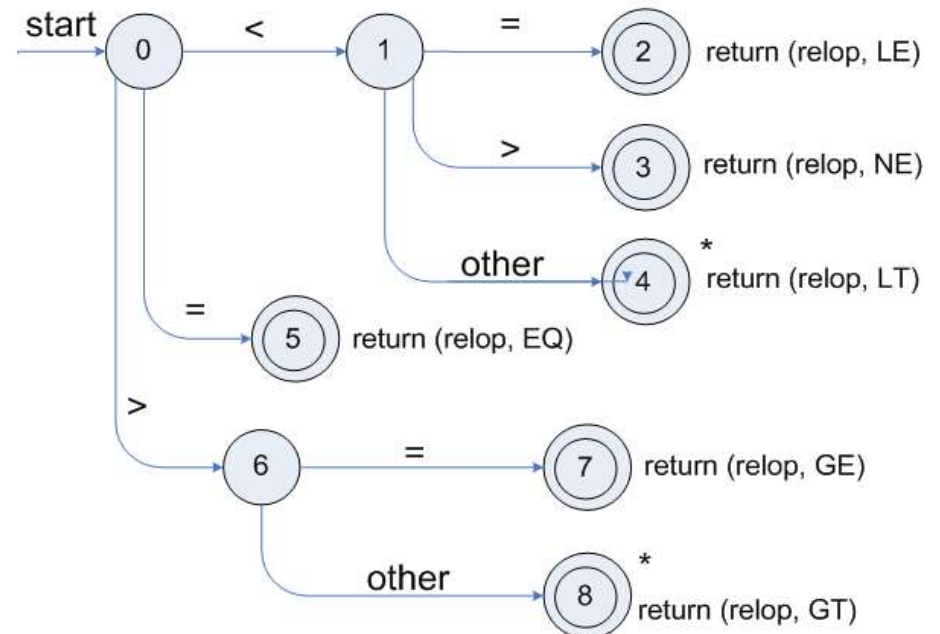 start
0
<
1
=
2
return (relop, LE)
>
3
return (relop, NE)
other
4
*
return (relop, LT)
=
5
return (relop, EQ)
>
6
=
7
return (relop, GE)
other
8
*
return (relop, GT)